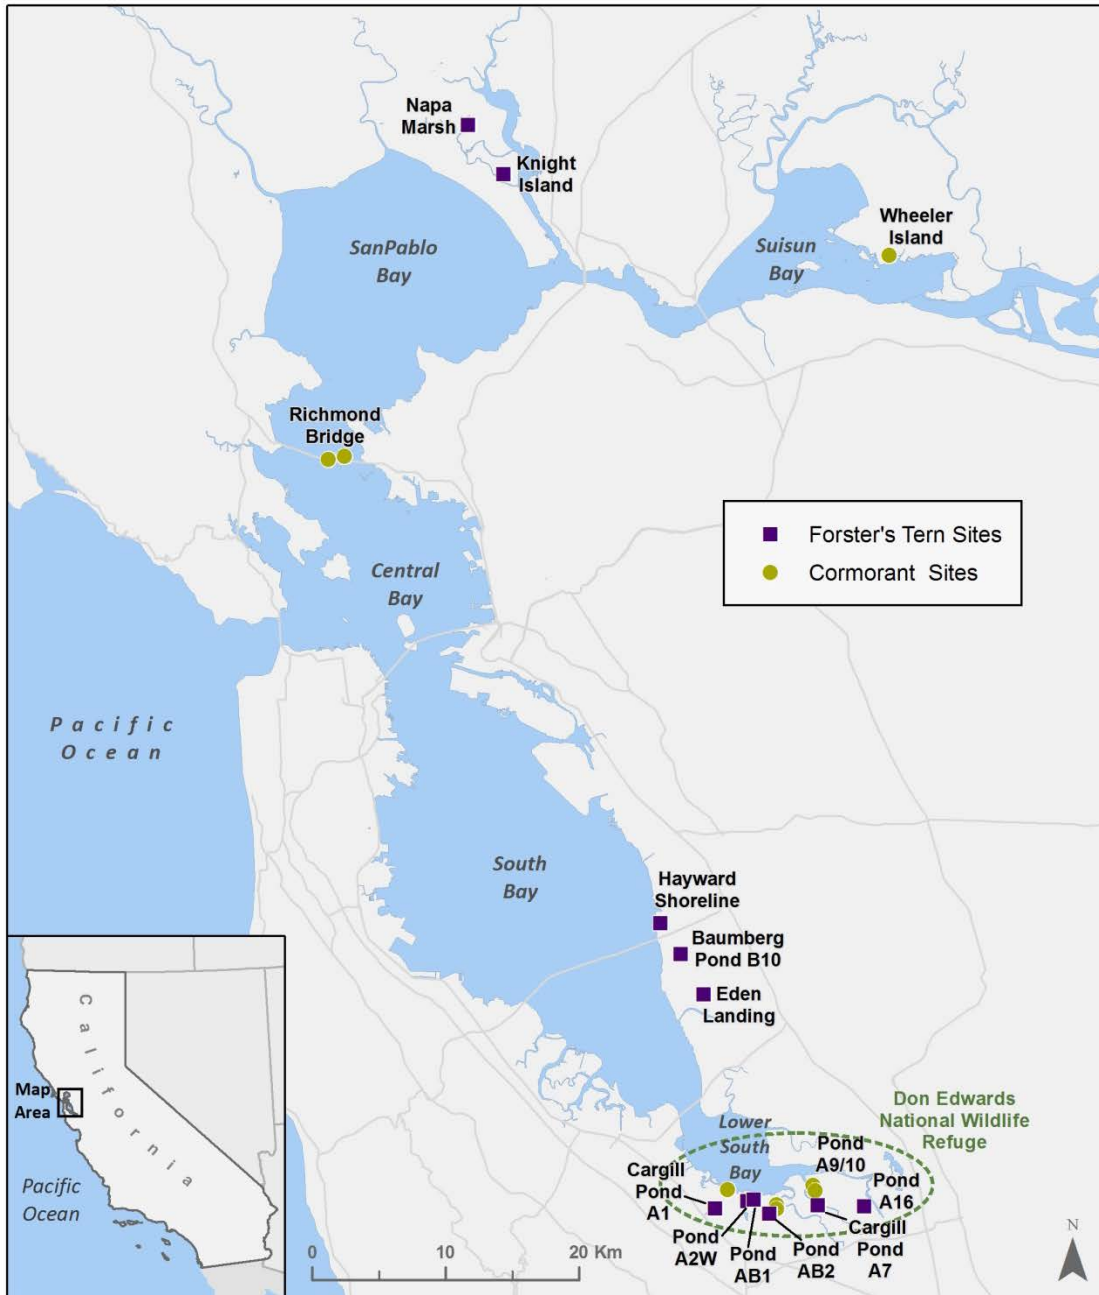 Napa
Marsh
Knight
Island
Wheeler
Island
SanPablo
Bay
Suisun
Bay
Richmond
Bridge
Forster's Tern Sites
Cormorant Sites
Central
Bay
Pacific
Ocean
South
Bay
Hayward
Shoreline
Baumberg
Pond B10
Eden
Landing
California
Map
Area
Pacific
Ocean
Don Edwards
National Wildlife
Refuge
Lower
South
Bay
Pond
A9/10
Cargill
Pond
A1
Pond
A16
Pond
A2W
Pond
AB1
Pond
AB2
Cargill
Pond
A7
0 10 20 Km
N